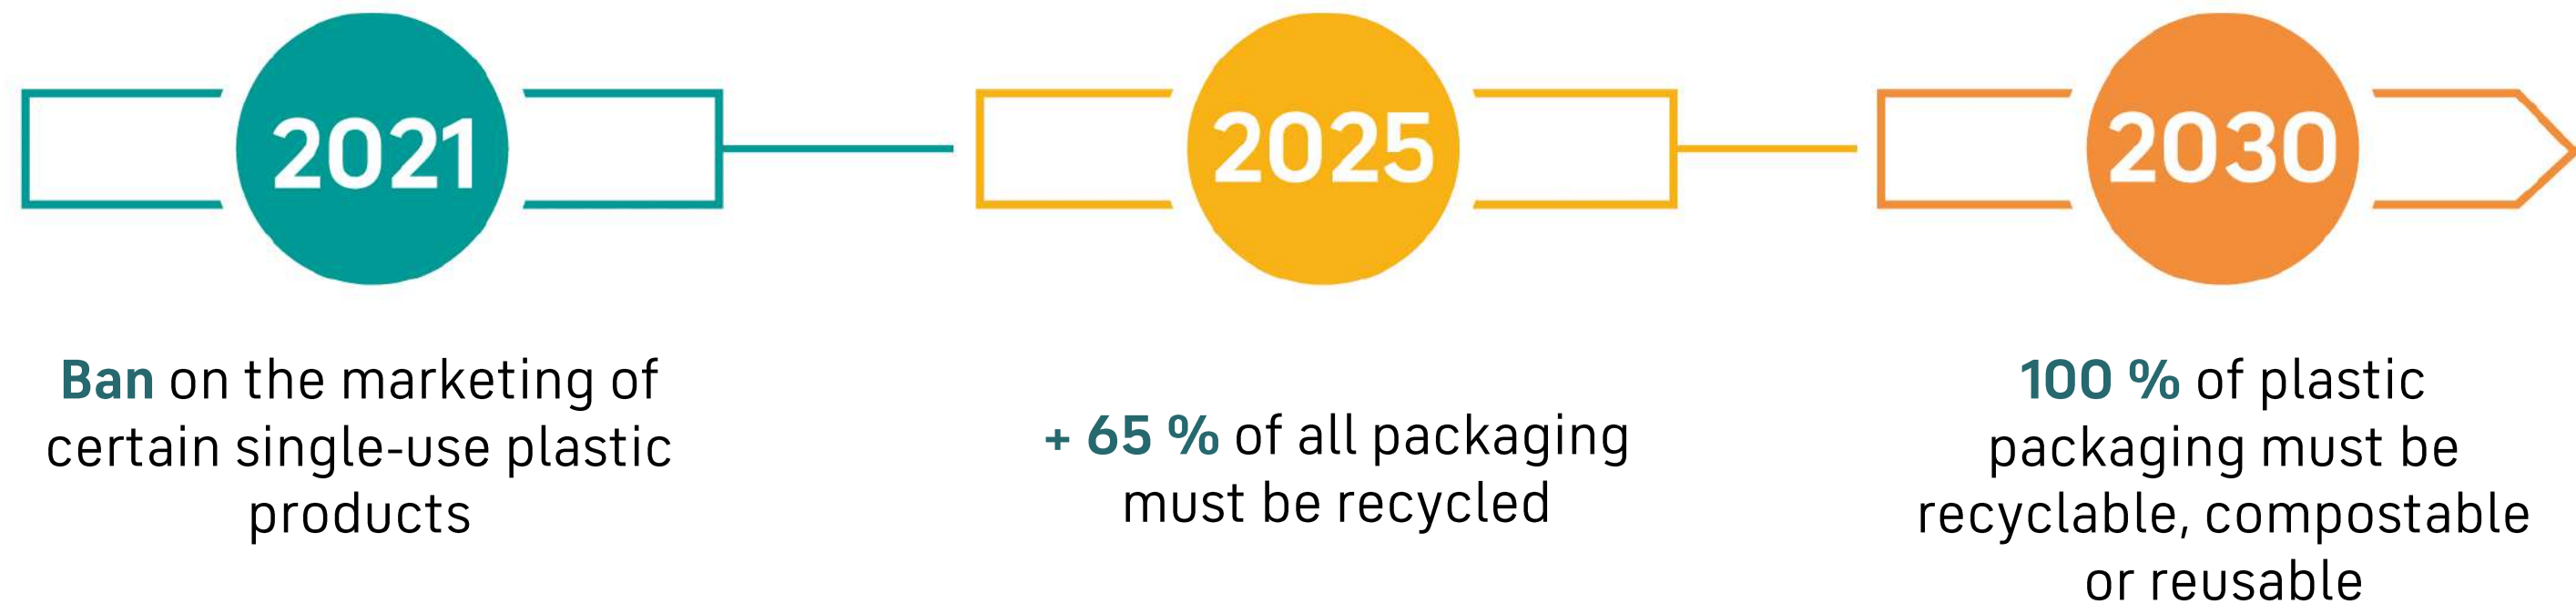 2021
Ban on the marketing of
certain single-use plastic
products
2025
+ 65 % of all packaging
must be recycled
2030
100 % of plastic
packaging must be
recyclable, compostable
or reusable